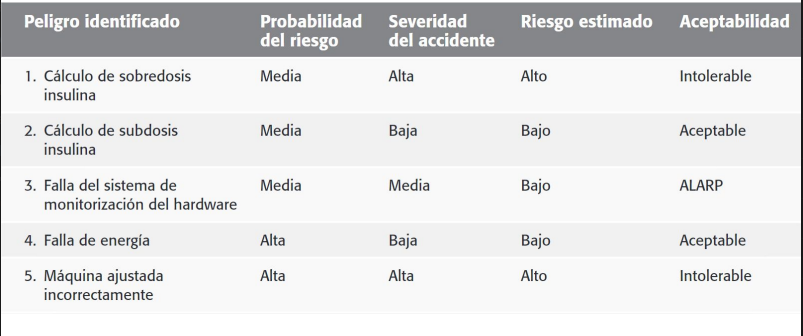 Peligro identificado Probabilidad del riesgo Severidad del accidente Riesgo estimado Aceptabilidad
1. Cálculo de sobredosis Media Alta Alto Intolerable
insulina
2. Cálculo de subdosis Media Baja Bajo Aceptable
insulina
3. Falla del sistema de Media Media Bajo ALARP
monitorización del hardware
4. Falla de energía Alta Baja Bajo Aceptable
5. Máquina ajustada Alta Alta Alto Intolerable
incorrectamente